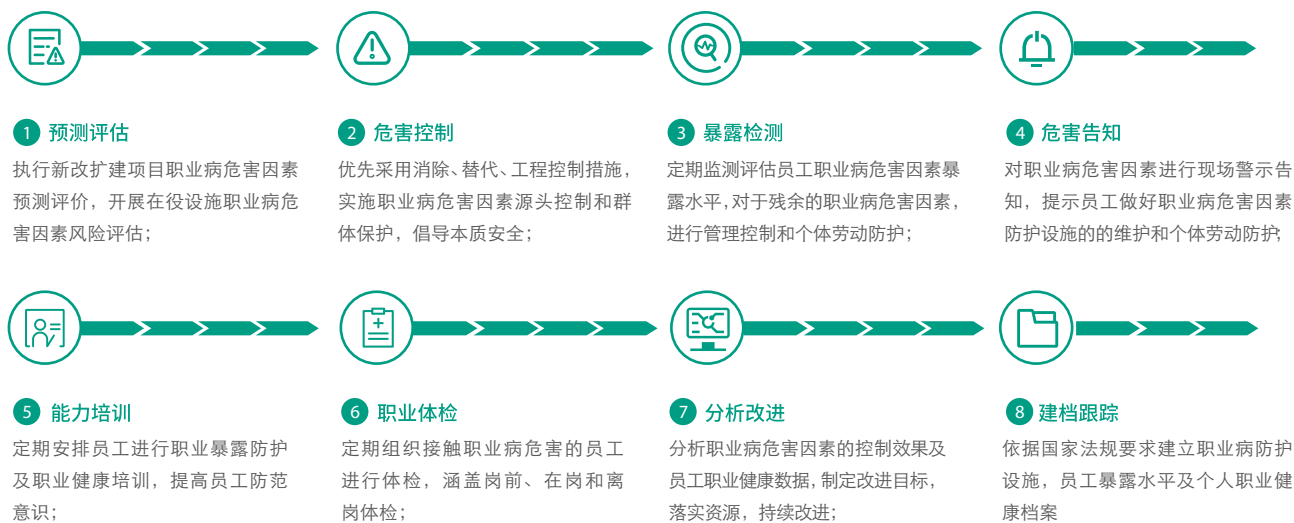 1 预测评估
执行新改扩建项目职业病危害因素
预测评价，开展在役设施职业病危
害因素风险评估；
2 危害控制
优先采用消除、替代、工程控制措施，
实施职业病危害因素源头控制和群
体保护，倡导本质安全；
3 暴露检测
定期监测评估员工职业病危害因素暴
露水平，对于残余的职业病危害因素，
进行管理控制和个体劳动防护；
4 危害告知
对职业病危害因素进行现场警示告
知，提示员工做好职业病危害因素
防护设施的的维护和个体劳动防护；
5 能力培训
定期安排员工进行职业暴露防护
及职业健康培训，提高员工防范
意识；
6 职业体检
定期组织接触职业病危害的员工
进行体检，涵盖岗前、在岗和离
岗体检；
7 分析改进
分析职业病危害因素的控制效果及
员工职业健康数据，制定改进目标，
落实资源，持续改进；
8 建档跟踪
依据国家法规要求建立职业病防护
设施，员工暴露水平及个人职业健
康档案